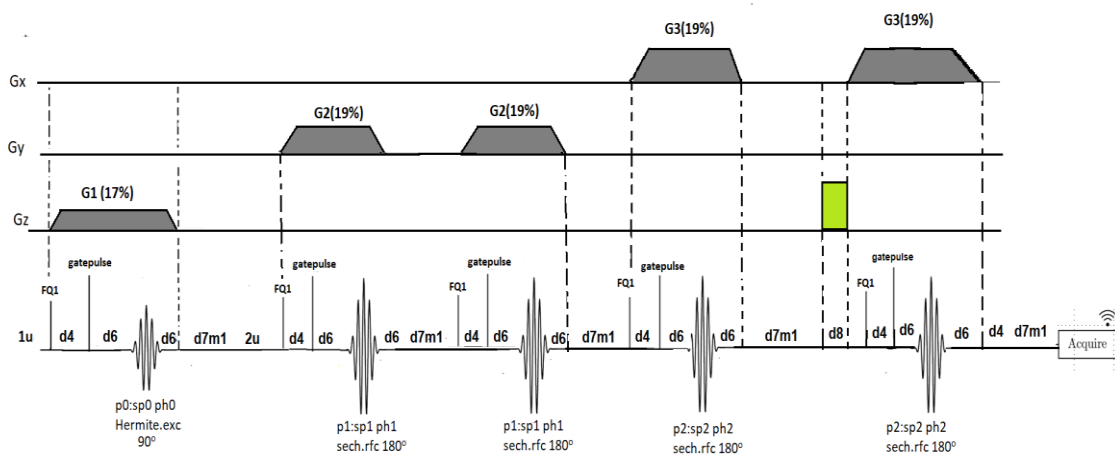 G3(19%) G3(19%)
Gx
G2(19%) G2(19%)
Gy
G1 (17%)
Gz
gatepulse gatepulse gatepulse gatepulse gatepulse
FQ1 FQ1 FQ1 FQ1 FQ1
1u d4 d6 d6 d7m1 2u d4 d6 d6 d7m1 d4 d6 d6 d7m1 d4 d6 d6 d7m1 d8 d4 d6 d6 d4 d7m1
Acquire
p0:sp0 ph0
Hermite.exc
90°
p1:sp1 ph1
sech.rfc 180°
p1:sp1 ph1
sech.rfc 180°
p2:sp2 ph2
sech.rfc 180°
p2:sp2 ph2
sech.rfc 180°